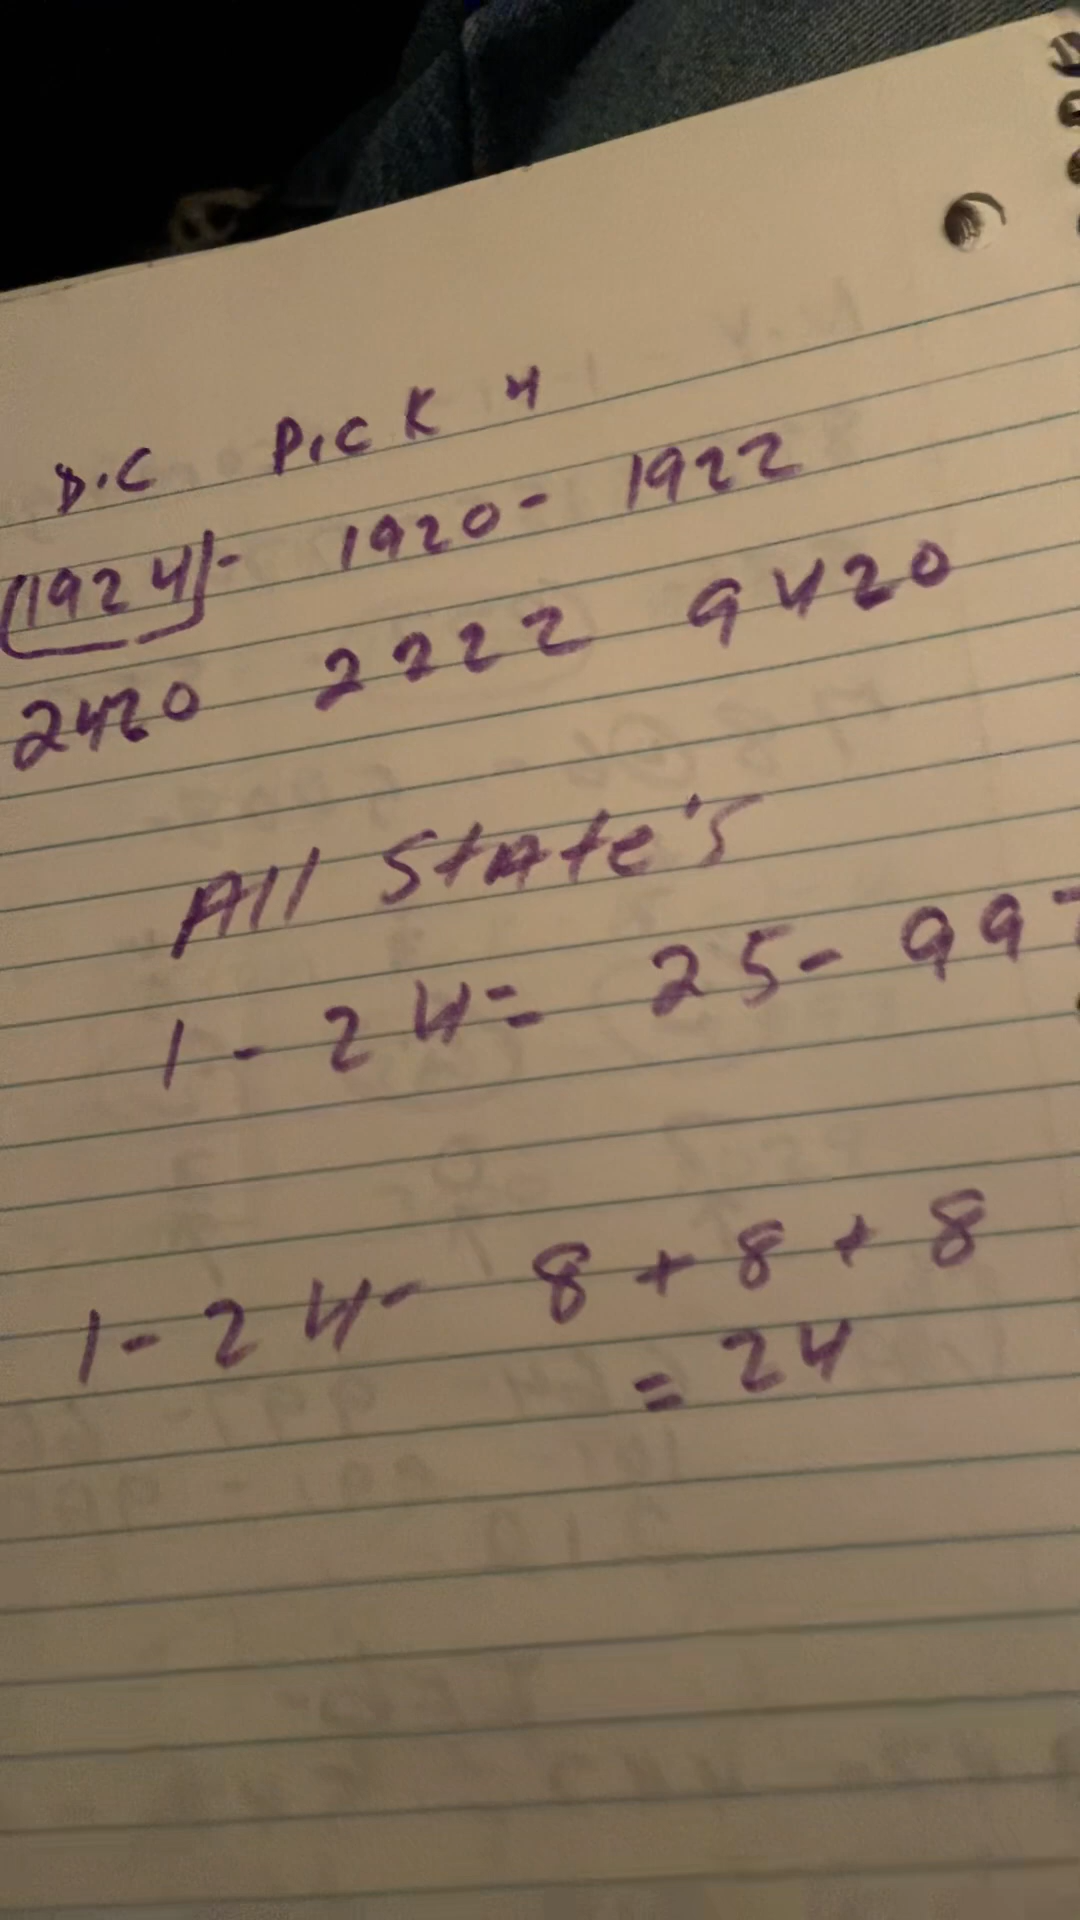 D.C PicK 4
[1924]- 1920- 1922
2420 2222 9420
All StAte's
1 - 24= 25- 997
1- 24- 8 + 8 + 8
= 24